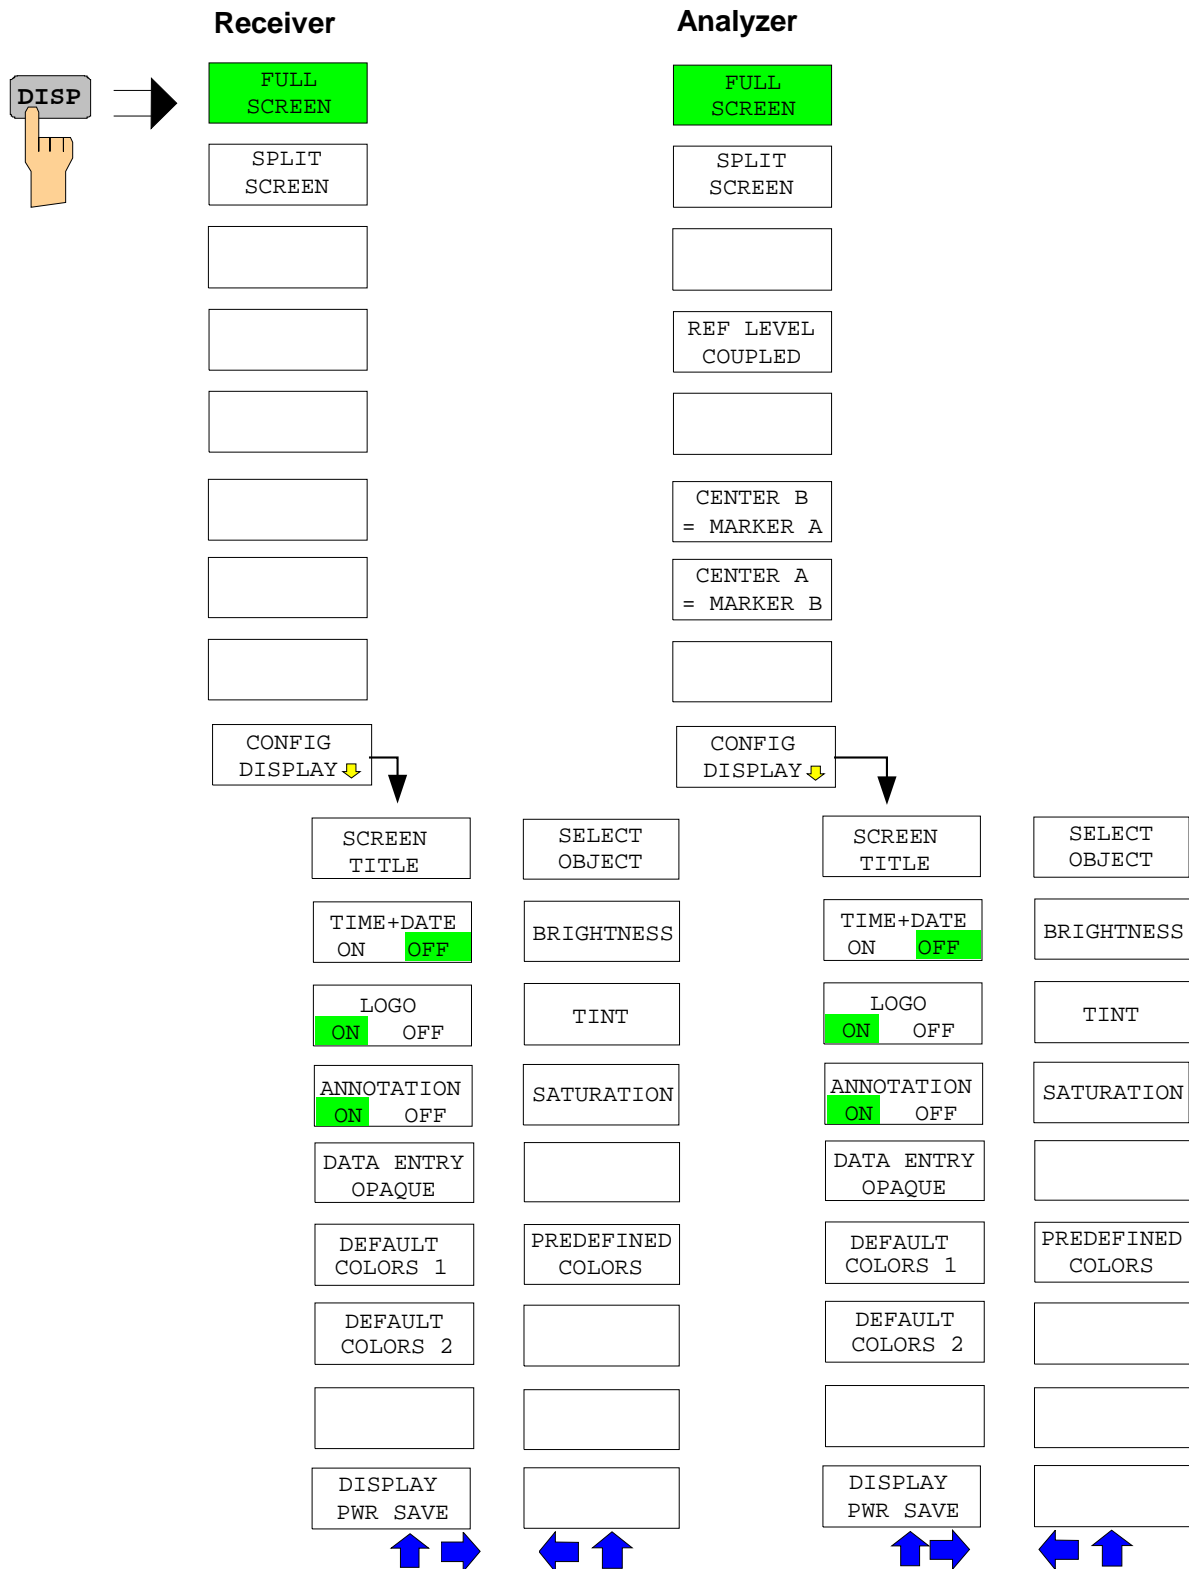 Receiver
Analyzer
DISP
FULL
SCREEN
SPLIT
SCREEN
CONFIG
DISPLAY
SCREEN
TITLE
TIME+DATE
ON OFF
LOGO
ON OFF
ANNOTATION
ON OFF
DATA ENTRY
OPAQUE
DEFAULT
COLORS 1
DEFAULT
COLORS 2
DISPLAY
PWR SAVE
SELECT
OBJECT
BRIGHTNESS
TINT
SATURATION
PREDEFINED
COLORS
FULL
SCREEN
SPLIT
SCREEN
REF LEVEL
COUPLED
CENTER B
= MARKER A
CENTER A
= MARKER B
CONFIG
DISPLAY
SCREEN
TITLE
TIME+DATE
ON OFF
LOGO
ON OFF
ANNOTATION
ON OFF
DATA ENTRY
OPAQUE
DEFAULT
COLORS 1
DEFAULT
COLORS 2
DISPLAY
PWR SAVE
SELECT
OBJECT
BRIGHTNESS
TINT
SATURATION
PREDEFINED
COLORS